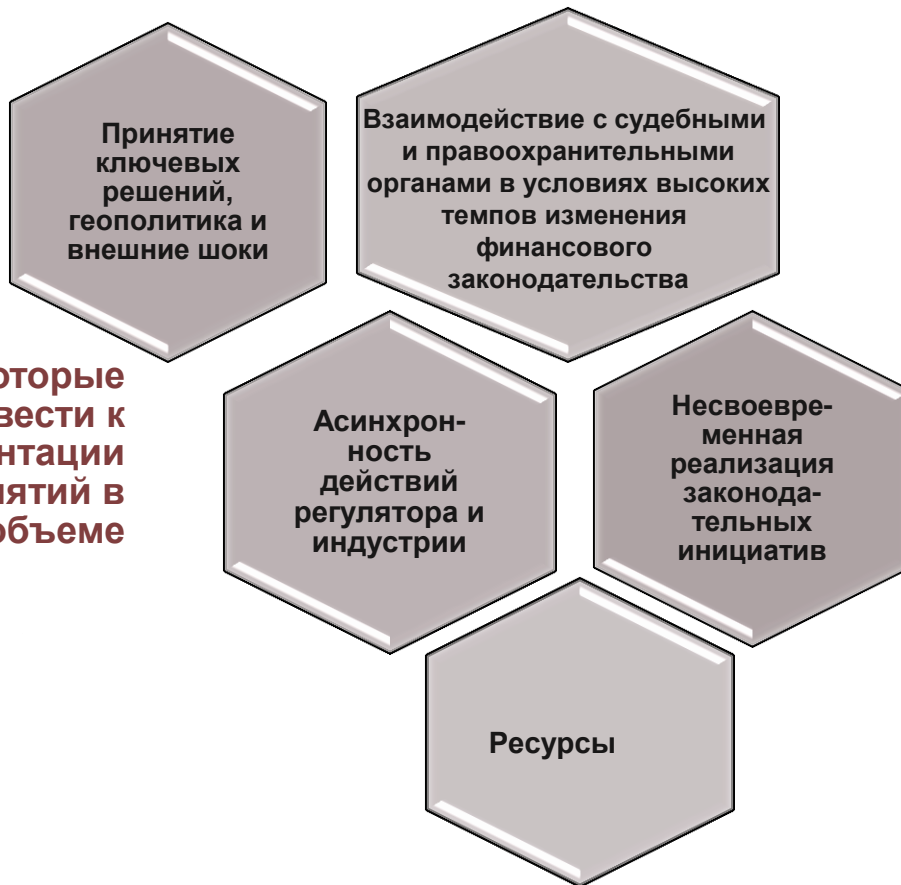 Принятие
ключевых
решений,
геополитика и
внешние шоки
Взаимодействие с судебными
и правоохранительными
органами в условиях высоких
темпов изменения
финансового
законодательства
оторые
вести к
нтации
иятий в
объеме
Асинхрон-
ность
действий
регулятора и
индустрии
Несвоевре-
менная
реализация
законода-
тельных
инициатив
Ресурсы